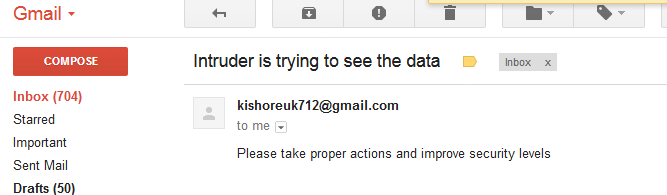 Gmail
Intruder is trying to see the data
Inbox x
COMPOSE
Inbox (704)
Starred
Important
Sent Mail
Drafts (50)
kishoreuk712@gmail.com
to me
Please take proper actions and improve security levels